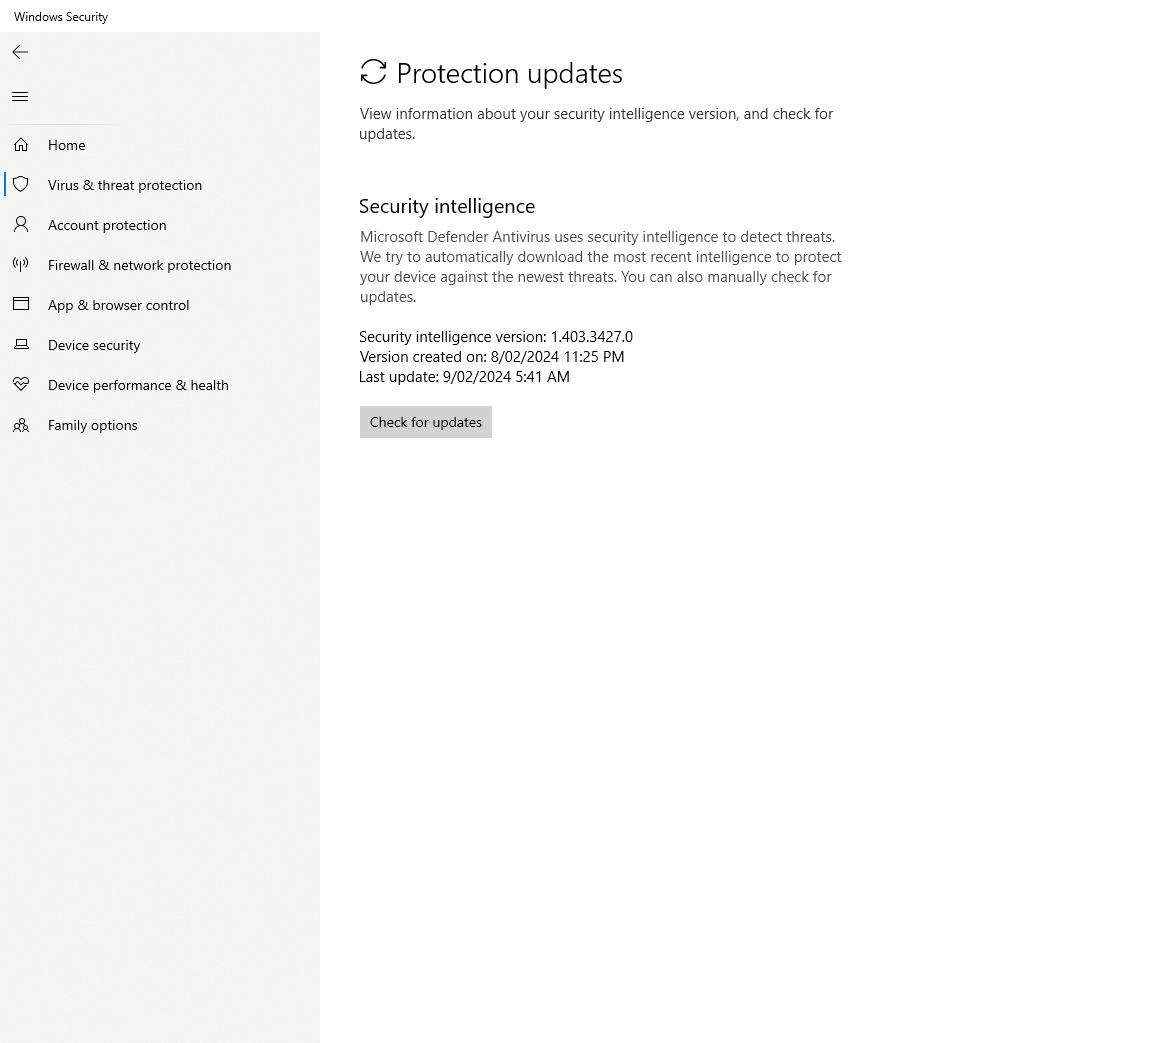 Windows Security
Home
Virus & threat protection
Account protection
Firewall & network protection
App & browser control
Device security
Device performance & health
Family options
Protection updates
View information about your security intelligence version, and check for
updates.
Security intelligence
Microsoft Defender Antivirus uses security intelligence to detect threats.
We try to automatically download the most recent intelligence to protect
your device against the newest threats. You can also manually check for
updates.
Security intelligence version: 1.403.3427.0
Version created on: 8/02/2024 11:25 PM
Last update: 9/02/2024 5:41 AM
Check for updates